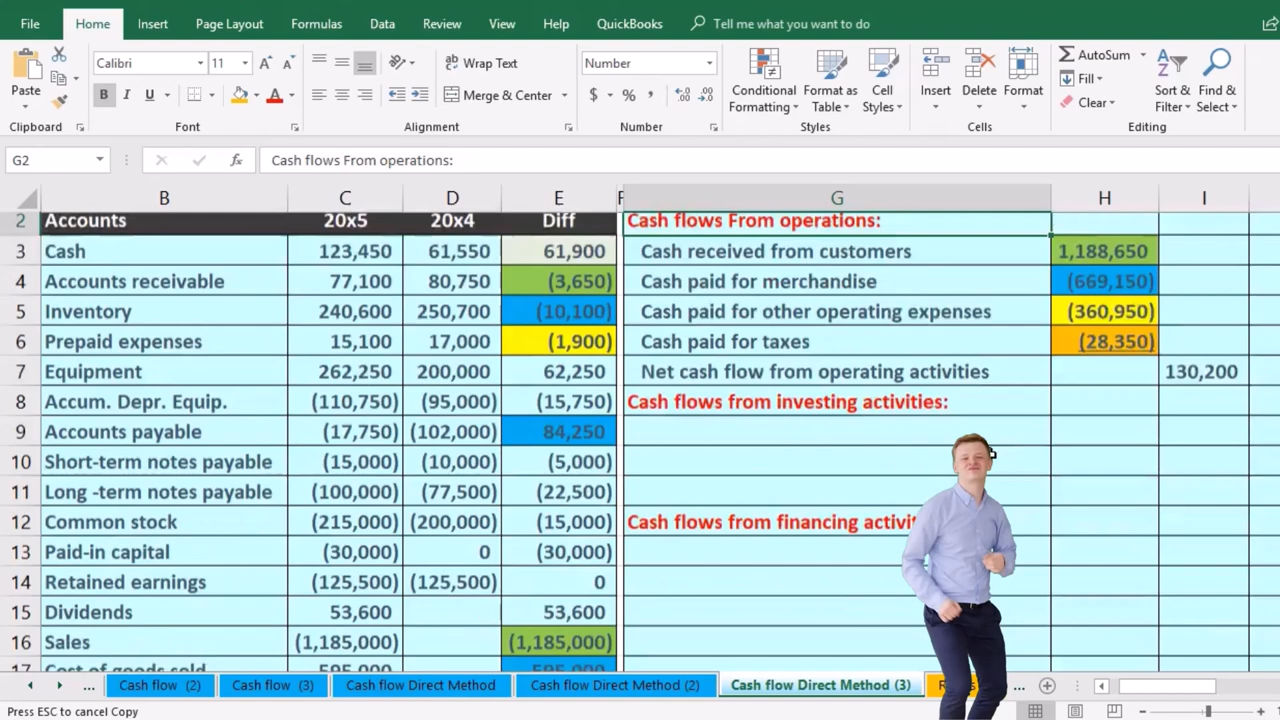 File Home Insert Page Layout Formulas Data Review View Help QuickBooks Tell me what you want to do
Paste
Calibri 11
B I U
Wrap Text
Merge & Center
Number
$ % ,
Conditional Formatting
Format as Table
Cell Styles
Insert
Delete
Format
AutoSum
Fill
Clear
Sort & Filter
Find & Select
Clipboard Font Alignment Number Styles Cells Editing
G2 fx Cash flows From operations:
B C D E F G H I
2 Accounts 20x5 20x4 Diff Cash flows From operations:
3 Cash 123,450 61,550 61,900 Cash received from customers 1,188,650
4 Accounts receivable 77,100 80,750 (3,650) Cash paid for merchandise (669,150)
5 Inventory 240,600 250,700 (10,100) Cash paid for other operating expenses (360,950)
6 Prepaid expenses 15,100 17,000 (1,900) Cash paid for taxes (28,350)
7 Equipment 262,250 200,000 62,250 Net cash flow from operating activities 130,200
8 Accum. Depr. Equip. (110,750) (95,000) (15,750) Cash flows from investing activities:
9 Accounts payable (17,750) (102,000) 84,250
10 Short-term notes payable (15,000) (10,000) (5,000)
11 Long -term notes payable (100,000) (77,500) (22,500)
12 Common stock (215,000) (200,000) (15,000) Cash flows from financing activi
13 Paid-in capital (30,000) 0 (30,000)
14 Retained earnings (125,500) (125,500) 0
15 Dividends 53,600 53,600
16 Sales (1,185,000) (1,185,000)
17 Cost of goods sold 595,000 595,000
... Cash flow (2) Cash flow (3) Cash flow Direct Method Cash flow Direct Method (2) Cash flow Direct Method (3) ...
Press ESC to cancel Copy